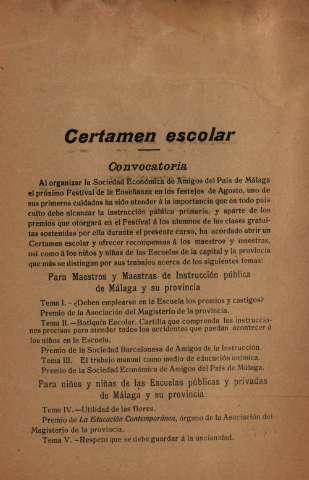 Certamen escolar
Convocatoria
Al organizar la Sociedad Económica de Amigos del País de Málaga
el próximo Festival de la Enseñanza en los festejos de Agosto, uno de
sus primeros cuidados ha sido atender á la importancia que en todo país
culto debe alcanzar la instrucción pública primaria, y aparte de los
premios que otorgará en el Festival á los alumnos de las clases gratui-
tas sostenidas por ella durante el presente curso, ha acordado abrir un
Certamen escolar y ofrecer recompensas á los maestros y maestras,
así como á los niños y niñas de las Escuelas de la capital y la provincia
que más se distingan por sus trabajos acerca de los siguientes temas:
Para Maestros y Maestras de Instrucción pública
de Málaga y su provincia
Tema I. - ¿Deben emplearse en la Escuela los premios y castigos?
Premio de la Asociación del Magisterio de la provincia.
Tema II.—Botiquín Escolar. Cartilla que comprenda las instruccio-
nes precisas para atender todos los accidentes que puedan acontecer á
los niños en la Escuela.
Premio de la Sociedad Barcelonesa de Amigos de la Instrucción.
Tema III. El trabajo manual como medio de educación
Premio de la Sociedad Económica de Amigos del País de Málaga.
Para niños y niñas de las Escuelas públicas y privadas
de Málaga y su provincia
Tema IV.—Utilidad de las flores.
Premio de La Educación Contemporánea, órgano de la Asociación del
Magisterio de la provincia.
Tema V. —Respeto que se debe guardar á la ancianidad.